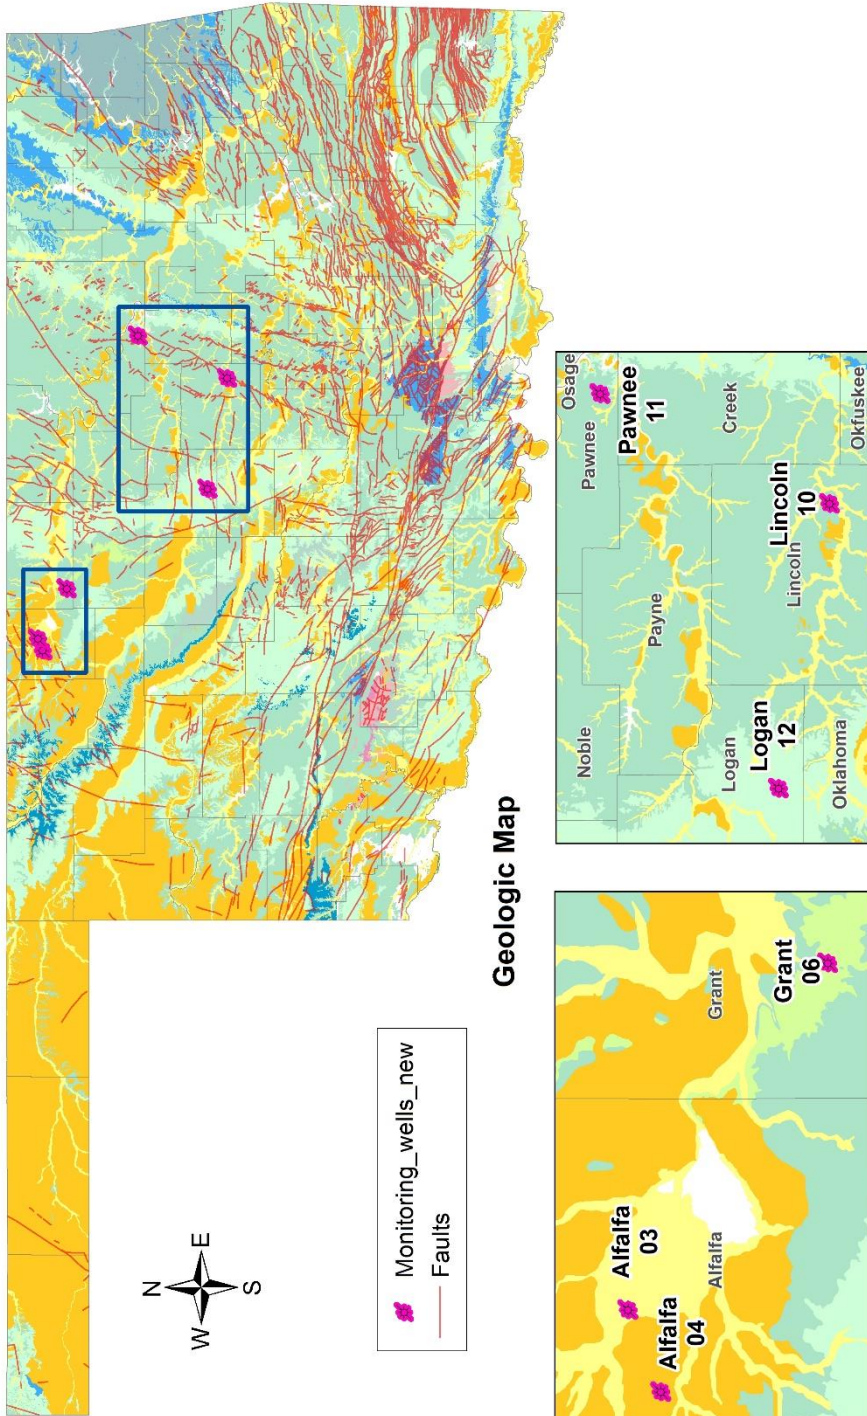 N
W
E
S
Monitoring_wells_new
Faults
Geologic Map
Alfalfa
03
Alfalfa
04
Alfalfa
Grant
Grant
06
Noble
Payne
Pawnee
Osage
Pawnee
11
Creek
Logan
Logan
12
Lincoln
Lincoln
10
Oklahoma
Okfuskee